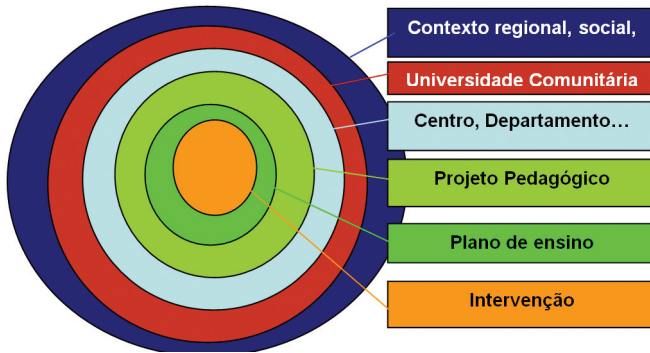 Contexto regional, social,
Universidade Comunitária
Centro, Departamento…
Projeto Pedagógico
Plano de ensino
Intervenção